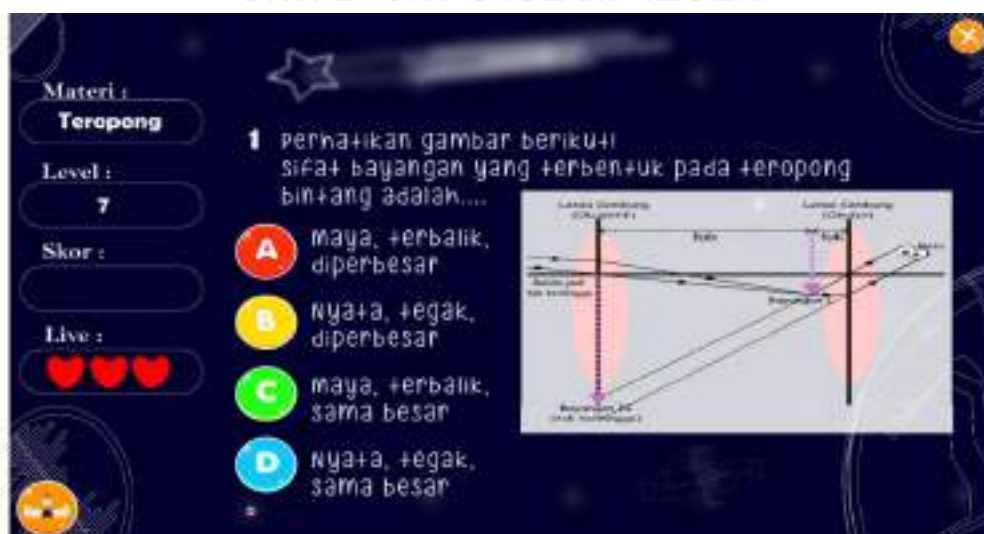 Materi :
Teropong
Level :
7
Skor :
Live :
1 Perhatikan gambar berikut!
Sifat bayangan yang terbentuk pada teropong
bintang adalah....
A maya, terbalik,
diperbesar
B Nyata, tegak,
diperbesar
C maya, terbalik,
sama besar
D Nyata, tegak,
sama besar
Lensa Cembung
Lensa Cembung